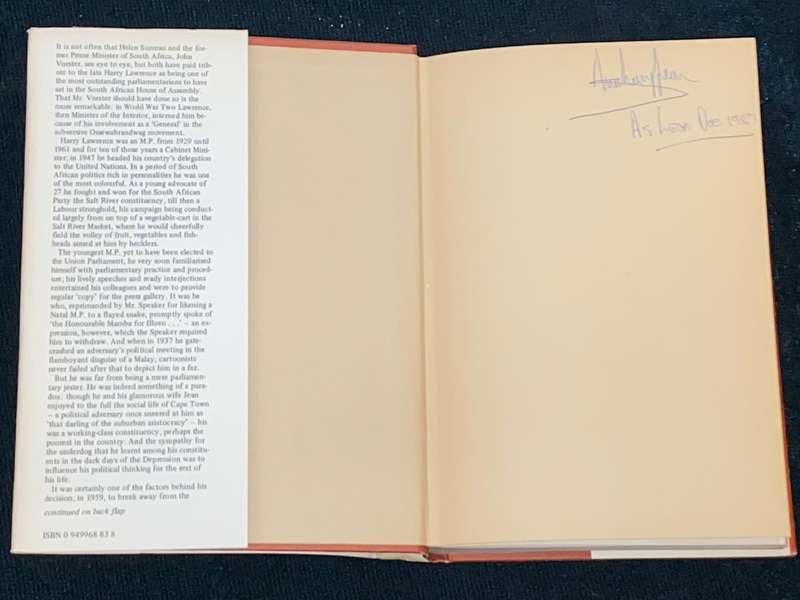 It is not often that Helen Suzman and the for-
mer Prime Minister of South Africa, John
Vorster, see eye to eye, but both have paid trib-
ute to the late Harry Lawrence as being one of
the most outstanding parliamentarians to have
sat in the South African House of Assembly.
That Mr. Vorster should have done so is the
more remarkable: in World War Two Lawrence,
then Minister of the Interior, interned him be-
cause of his involvement as a 'General' in the
subversive Ossewabrandwag movement.
Harry Lawrence was an M.P. from 1929 until
1961 and for ten of those years a Cabinet Mini-
ster; in 1947 he headed his country's delegation
to the United Nations. In a period of South
African politics rich in personalities he was one
of the most colourful. As a young advocate of
27 he fought and won for the South African
Party the Salt River constituency, till then a
Labour stronghold, his campaign being conduct-
ed largely from on top of a vegetable-cart in the
Salt River Market, where he would cheerfully
field the volley of fruit, vegetables and fish-
heads aimed at him by hecklers.
The youngest M.P. yet to have been elected to
the Union Parliament, he very soon familiarised
himself with parliamentary practice and proced-
ure; his lively speeches and ready interjections
entertained his colleagues and were to provide
regular 'copy' for the press gallery. It was he
who, reprimanded by Mr. Speaker for likening a
Natal M.P. to a flayed snake, promptly spoke of
'the Honourable Mamba for Illovo . . .' – an ex-
pression, however, which the Speaker required
him to withdraw. And when in 1937 he gate-
crashed an adversary's political meeting in the
flamboyant disguise of a Malay, cartoonists
never failed after that to depict him in a fez.
But he was far from being a mere parliamen-
tary jester. He was indeed something of a para-
dox: though he and his glamorous wife Jean
enjoyed to the full the social life of Cape Town
– a political adversary once sneered at him as
'that darling of the suburban aristocracy' – his
was a working-class constituency, perhaps the
poorest in the country. And the sympathy for
the underdog that he learnt among his constitu-
ents in the dark days of the Depression was to
influence his political thinking for the rest of
his life.
It was certainly one of the factors behind his
decision, in 1959, to break away from the
continued on back flap
ISBN 0 949968 83 8